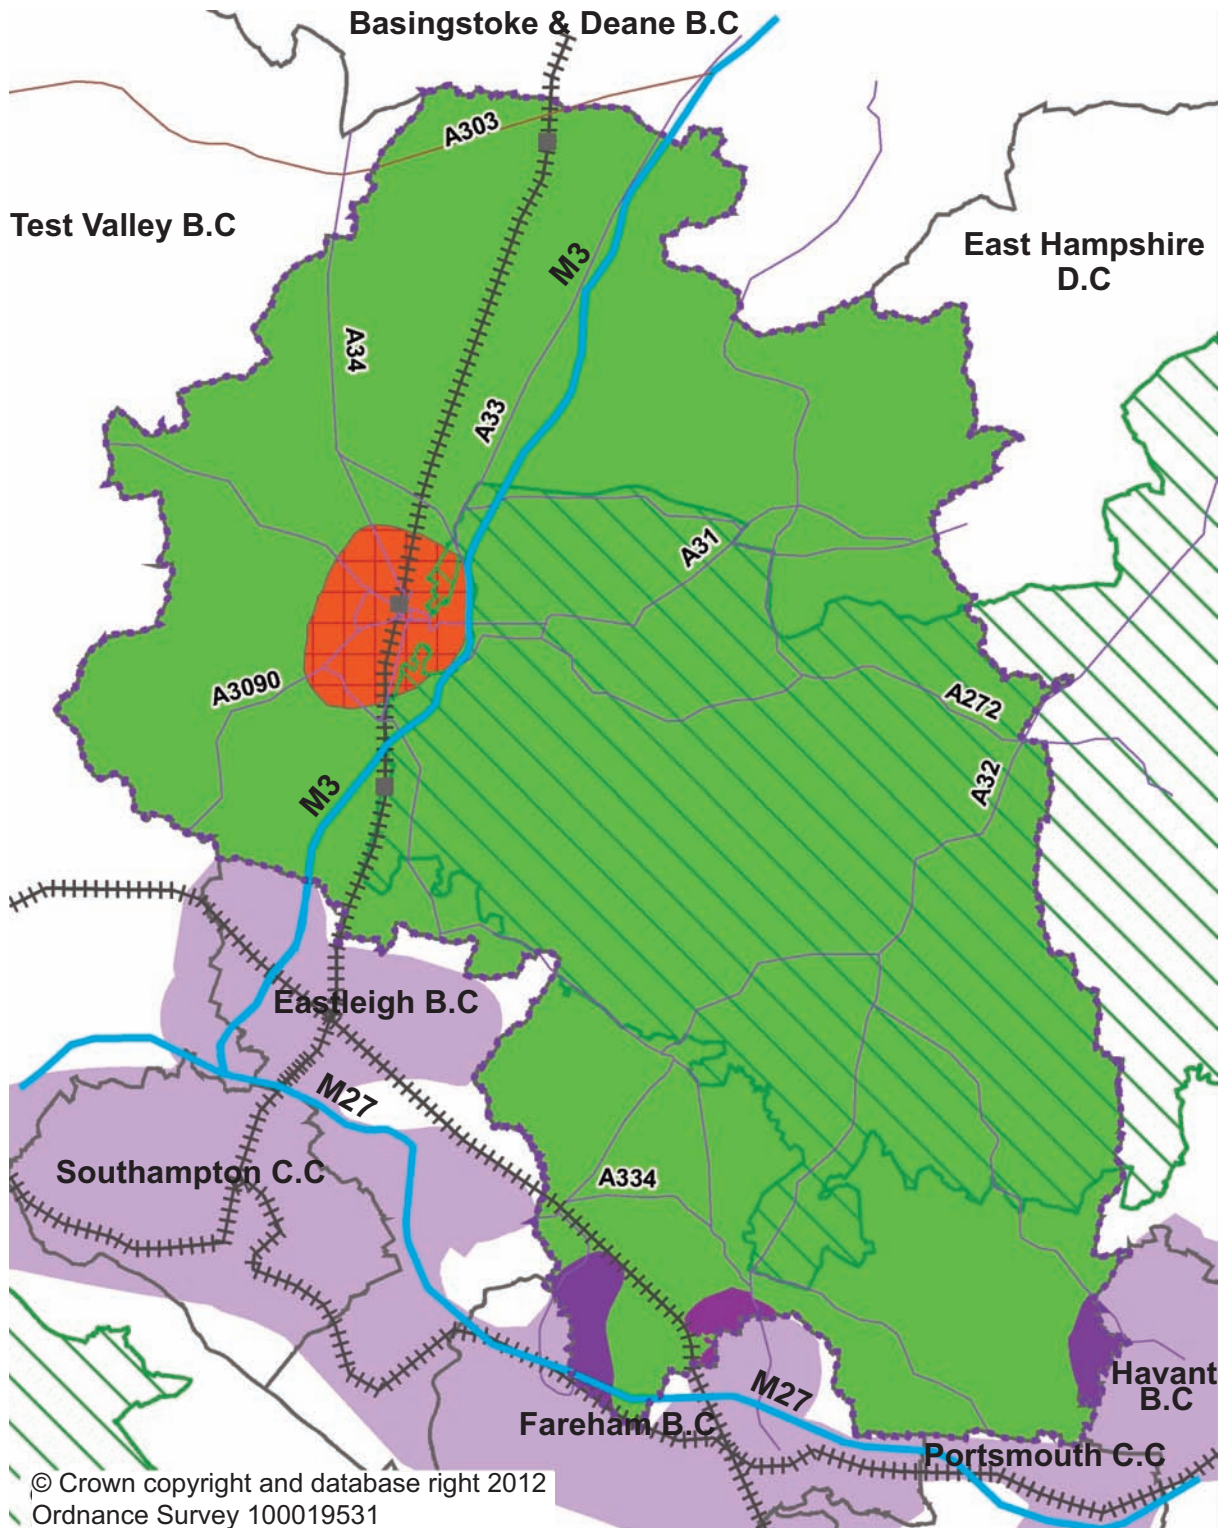 Basingstoke & Deane B.C
A303
Test Valley B.C
East Hampshire
D.C
M3
A34
A33
A31
A3090
A272
A32
M3
Eastleigh B.C
M27
Southampton C.C
A334
Havant
B.C
M27
Fareham B.C
Portsmouth C.C
© Crown copyright and database right 2012
Ordnance Survey 100019531